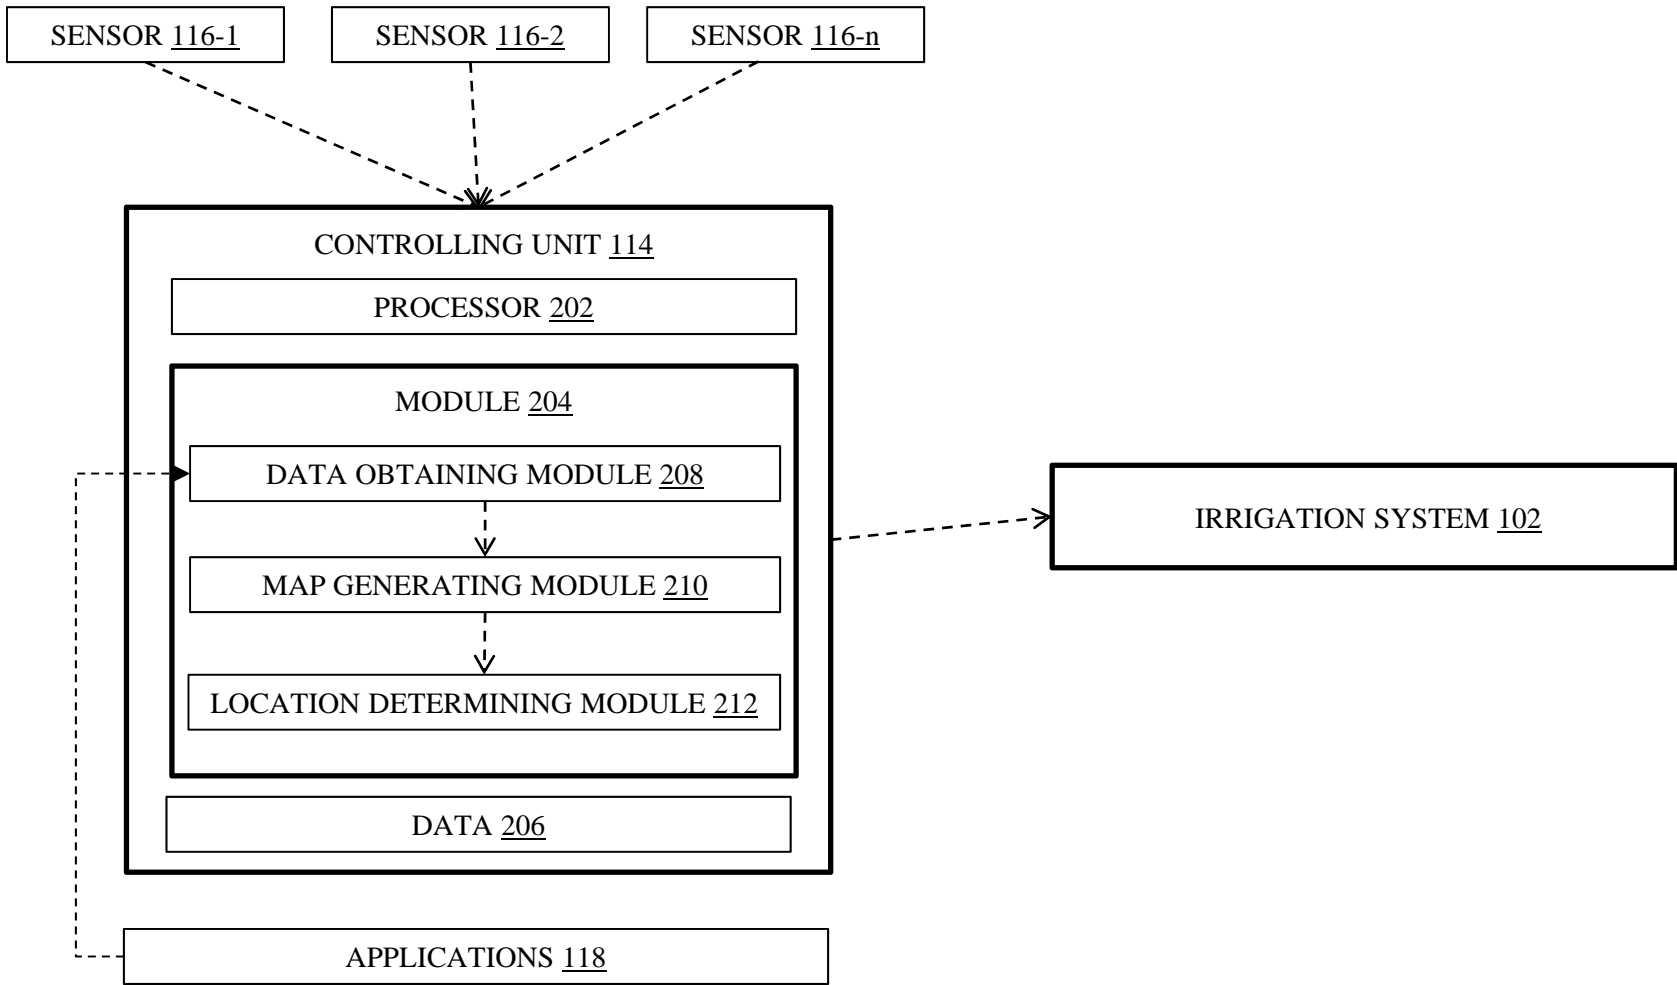 SENSOR 116-1
SENSOR 116-2
SENSOR 116-n
CONTROLLING UNIT 114
PROCESSOR 202
MODULE 204
DATA OBTAINING MODULE 208
MAP GENERATING MODULE 210
LOCATION DETERMINING MODULE 212
DATA 206
APPLICATIONS 118
IRRIGATION SYSTEM 102